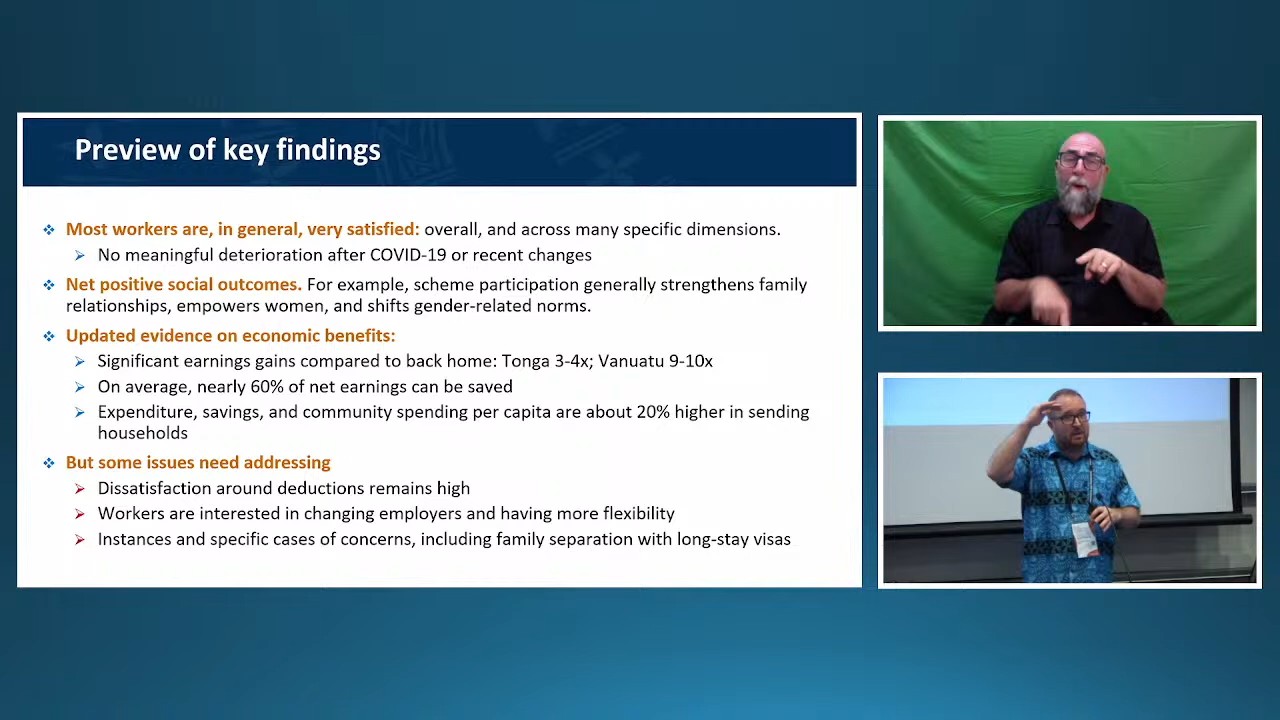 Preview of key findings
Most workers are, in general, very satisfied: overall, and across many specific dimensions.
No meaningful deterioration after COVID-19 or recent changes
Net positive social outcomes. For example, scheme participation generally strengthens family
relationships, empowers women, and shifts gender-related norms.
Updated evidence on economic benefits:
Significant earnings gains compared to back home: Tonga 3-4x; Vanuatu 9-10x
On average, nearly 60% of net earnings can be saved
Expenditure, savings, and community spending per capita are about 20% higher in sending
households
But some issues need addressing
Dissatisfaction around deductions remains high
Workers are interested in changing employers and having more flexibility
Instances and specific cases of concerns, including family separation with long-stay visas